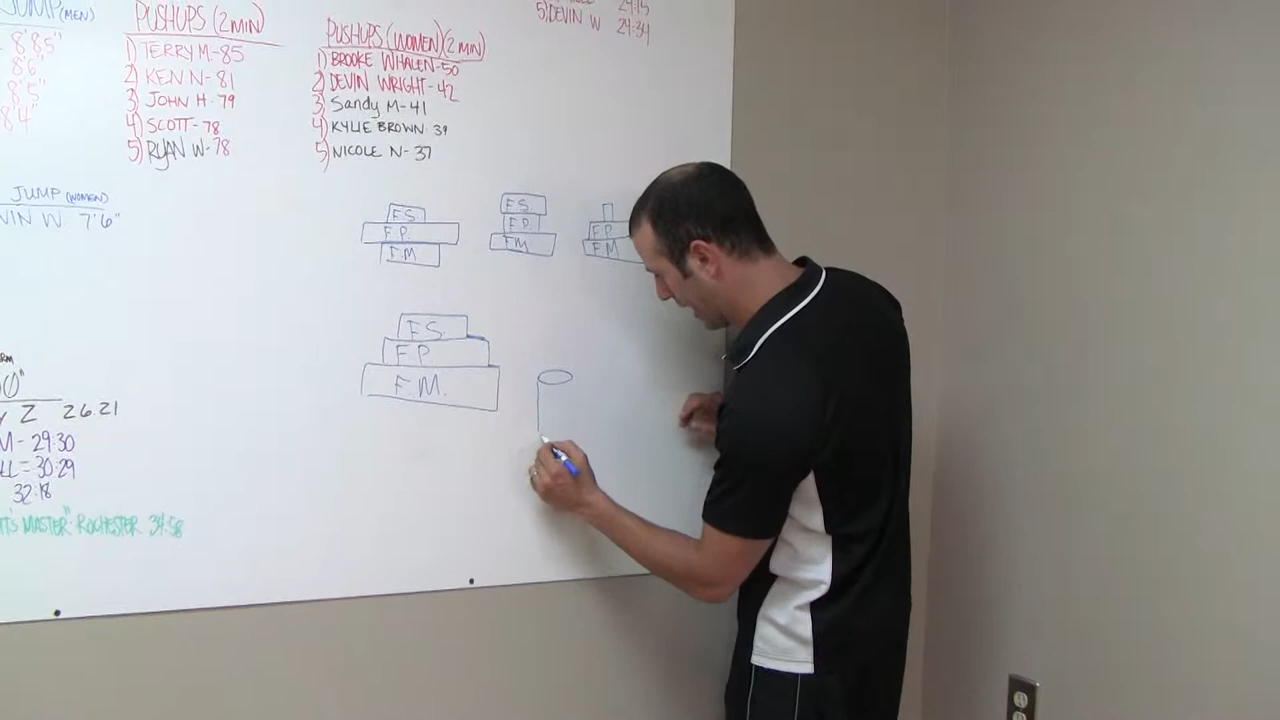 JUMP (MEN)
8'85"
8'6"
8'5"
8'4"
PUSHUPS (2MIN)
1) TERRY M-85
2) KEN N-81
3) JOHN H-79
4) SCOTT-78
5) RYAN W-78
PUSHUPS (WOMEN) (2MIN)
1) BROOKE WHALEN-50
2) DEVIN WRIGHT-42
3) Sandy M-41
4) KYLIE BROWN 39
5) NICOLE N-37
24:15
5) DEVIN W 24:34
JUMP (WOMEN)
VIN W. 7'6"
F.S.
F.P.
F.M
F.S.
F.P.
F.M
F.P
F.M
F.S.
F.P
F.M.
Z 26.21
M - 29:30
LL = 30:29
32:18
MASTER" ROCHESTER 34:58